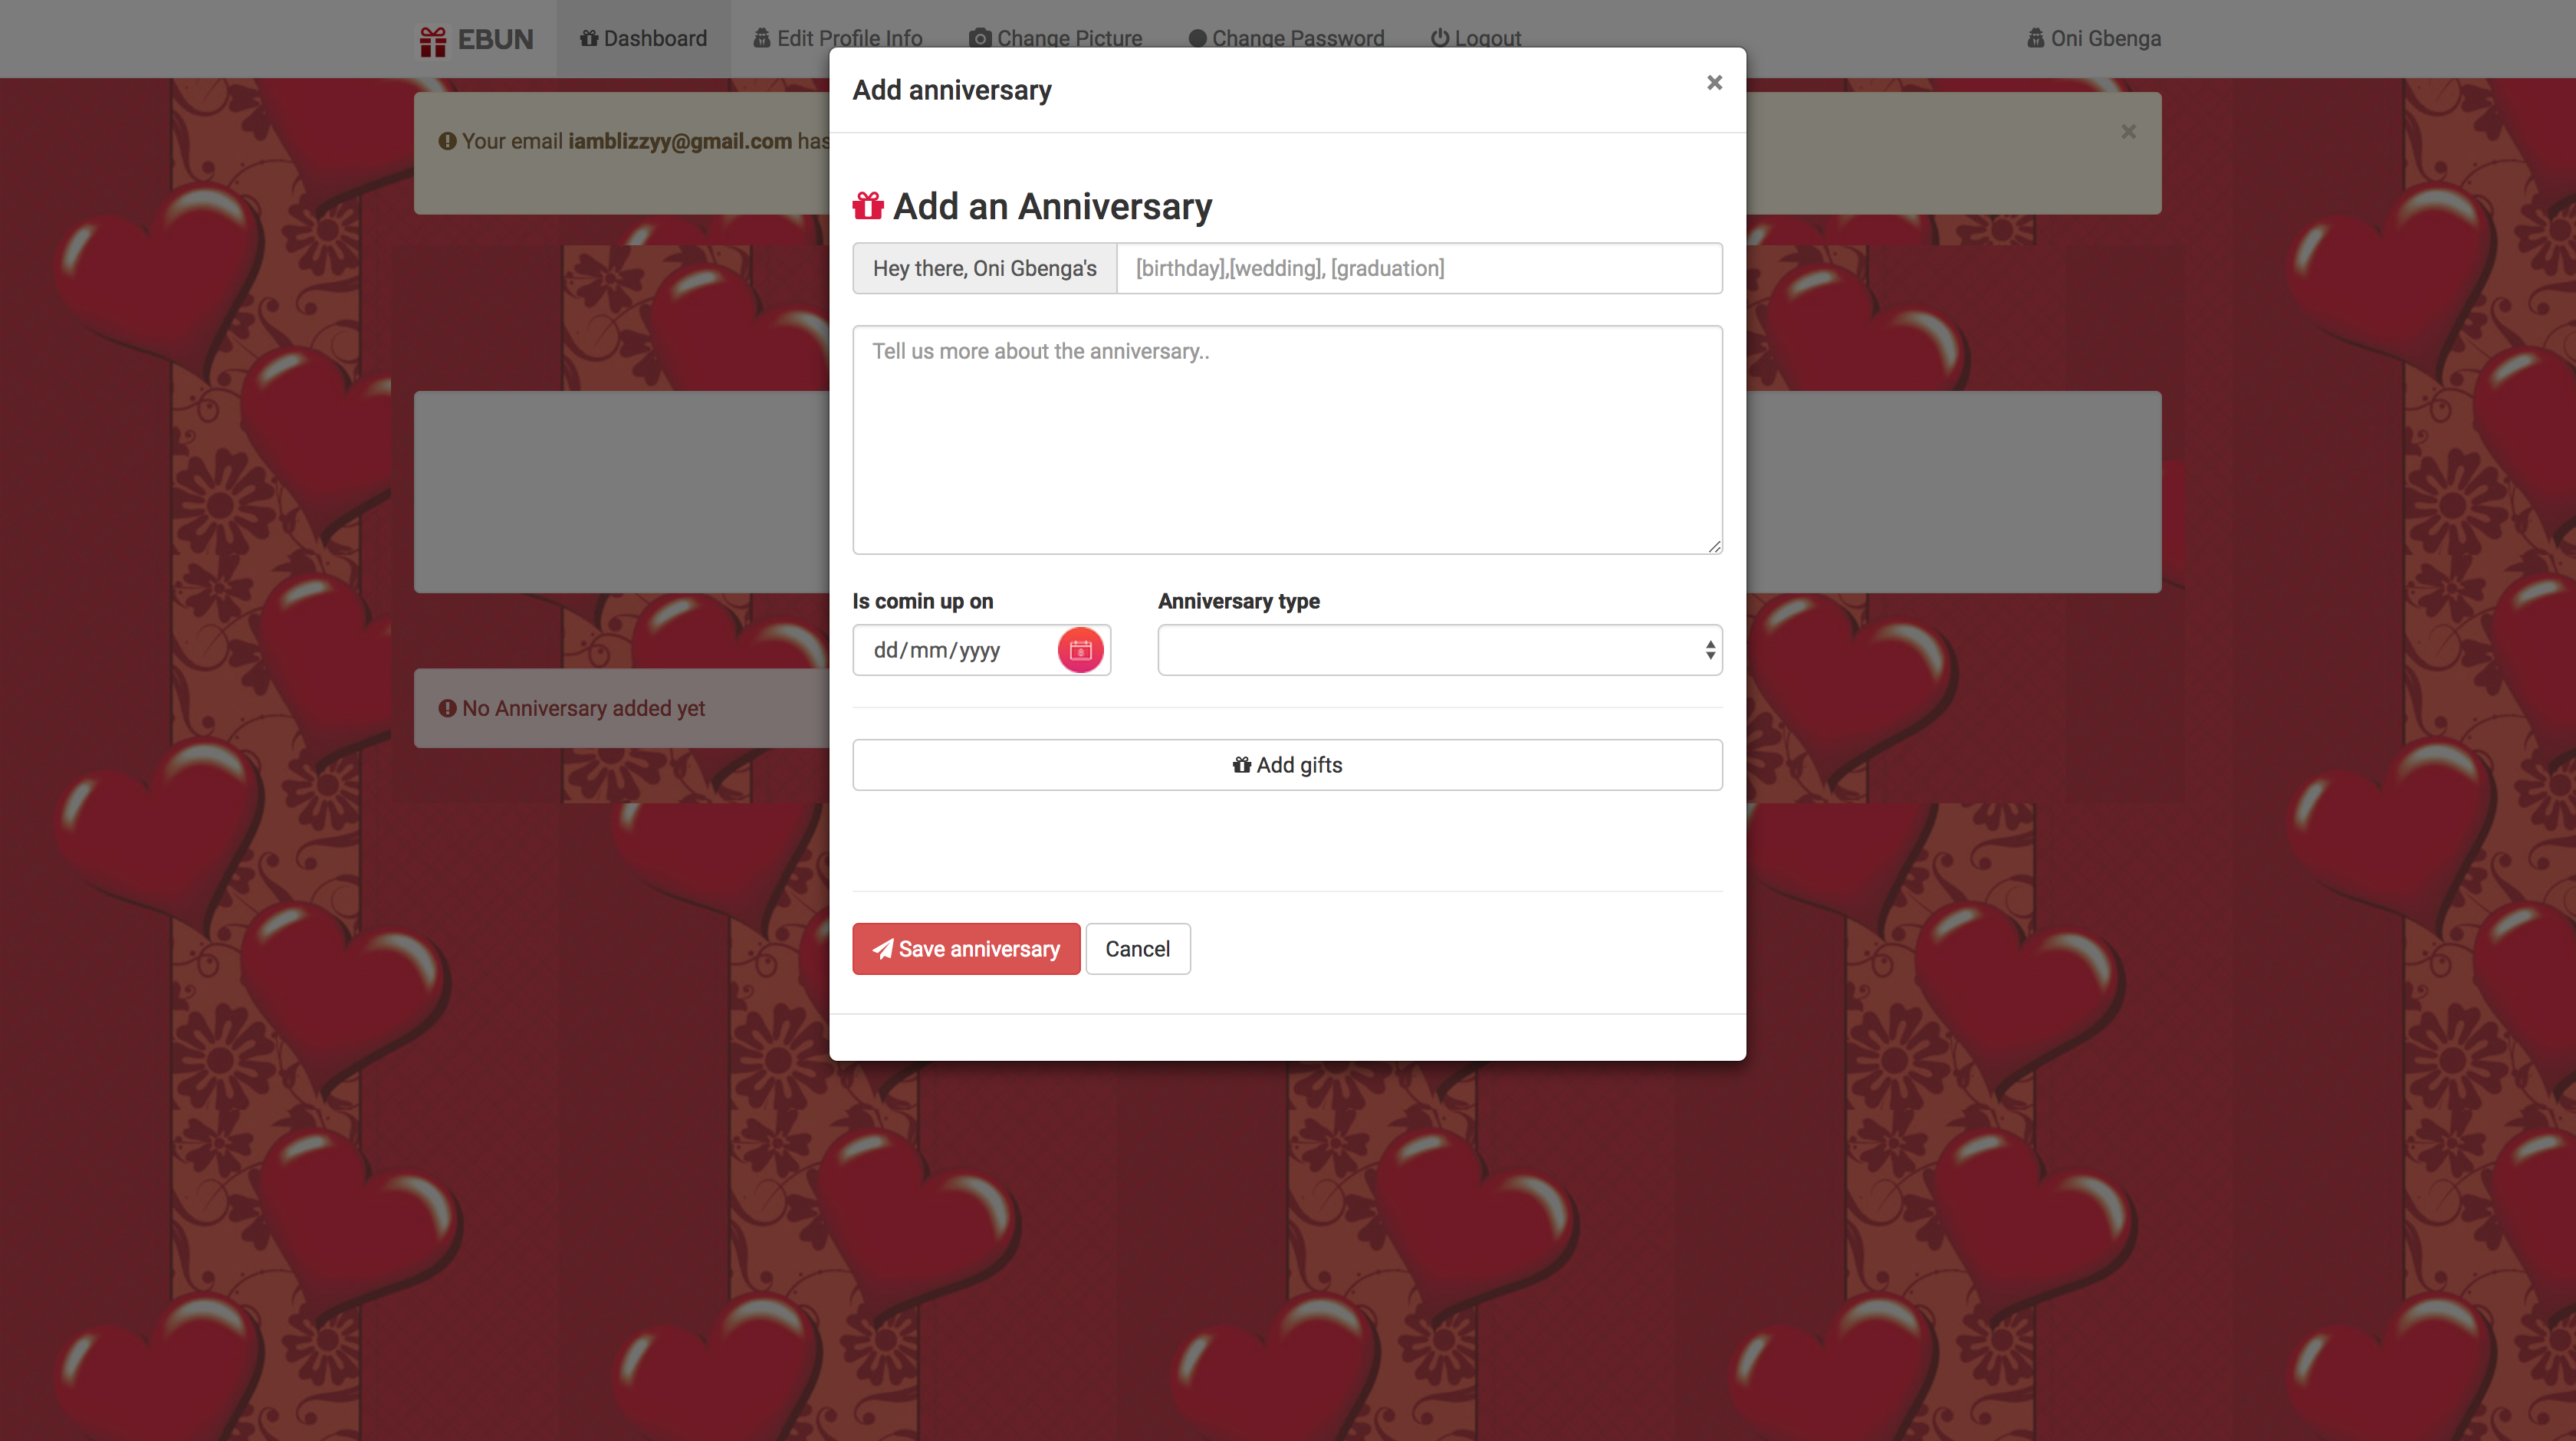 EBUN
Dashboard
Edit Profile Info
Change Picture
Change Password
Logout
Oni Gbenga
Your email iamblizzyy@gmail.com has
Add anniversary
Add an Anniversary
Hey there, Oni Gbenga's
[birthday],[wedding], [graduation]
Tell us more about the anniversary..
Is comin up on
Anniversary type
dd/mm/yyyy
No Anniversary added yet
Add gifts
Save anniversary
Cancel